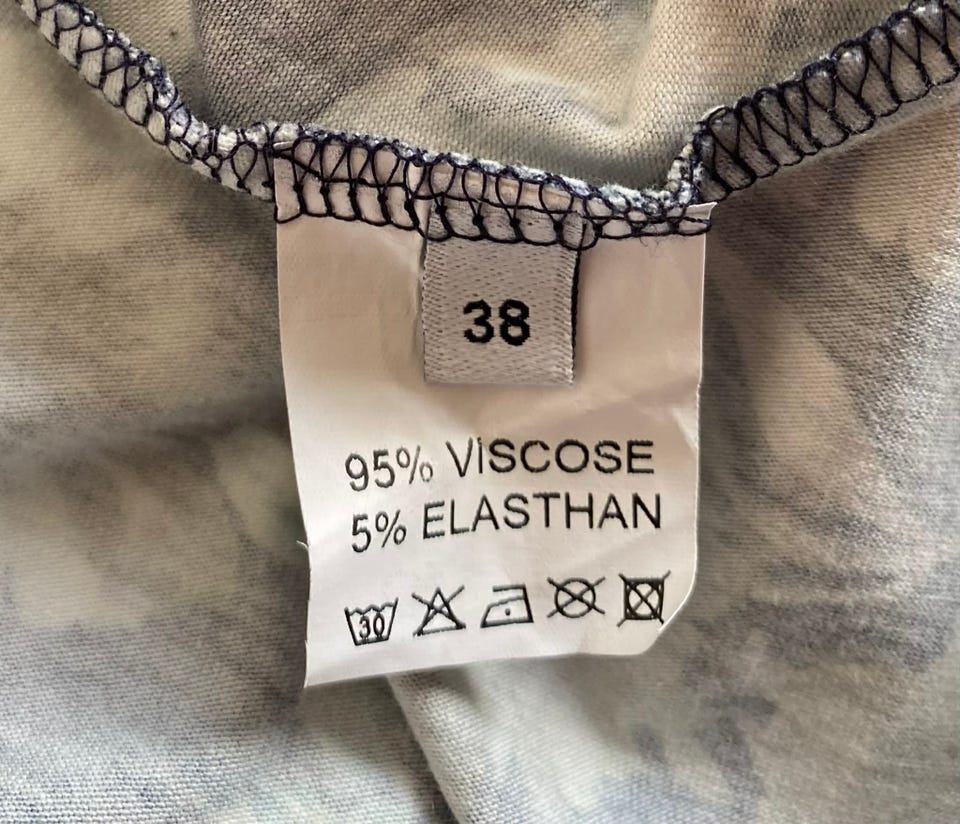 38
95% VISCOSE
5% ELASTHAN
30